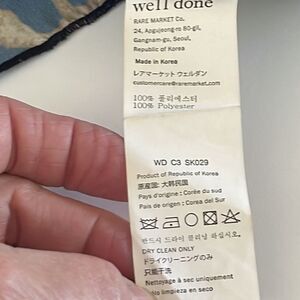 we11 done
RARE MARKET Co.
24, Apgujeong-ro 80-gil,
Gangnam-gu, Seoul,
Republic of Korea
Made in Korea
レアマーケット ウェルダン
customercare@raremarket.com
100% 폴리에스터
100% Polyester
WD C3 SK029
Product of Republic of Korea
原産国: 大韩民国
Pays d'origine : Corée du sud
País de origen : Corea del Sur
반드시 드라이 클리닝 하십시오.
DRY CLEAN ONLY
ドライクリーニングのみ
只能干洗
Nettoyage à sec uniquement
limpieza en seco